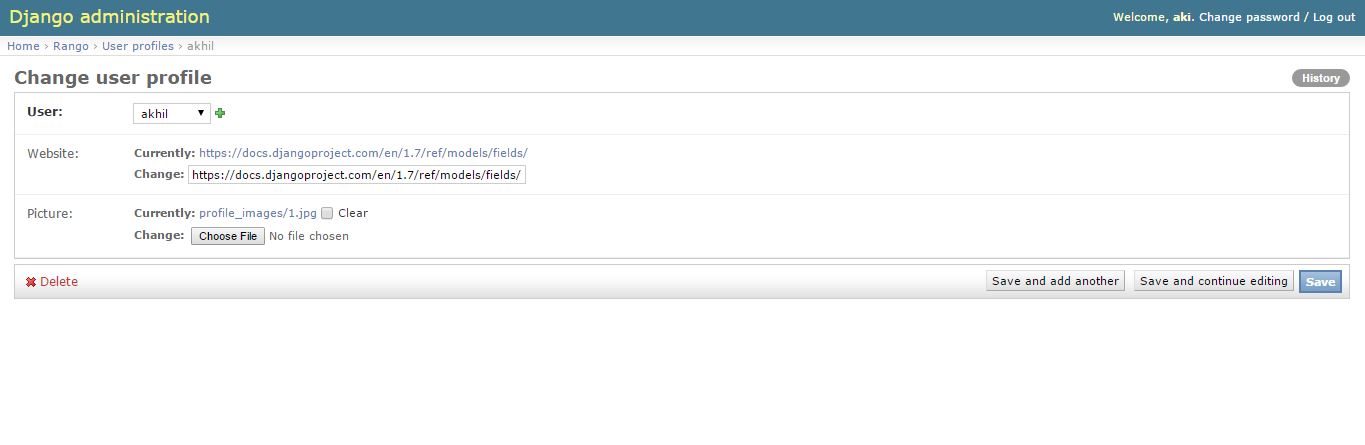 Django administration
Welcome, aki. Change password / Log out
Home › Rango › User profiles › akhil
Change user profile
History
User: akhil
Website: Currently: https://docs.djangoproject.com/en/1.7/ref/models/fields/
Change: https://docs.djangoproject.com/en/1.7/ref/models/fields/
Picture: Currently: profile_images/1.jpg Clear
Change: Choose File No file chosen
Delete Save and add another Save and continue editing Save